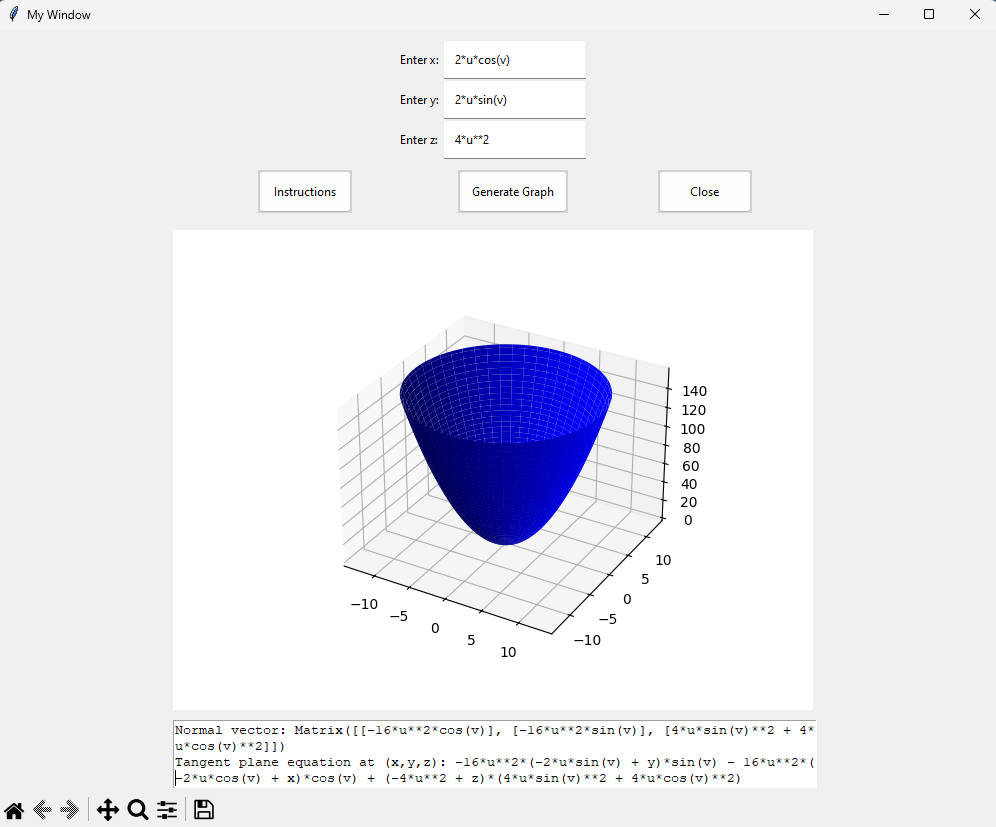 My Window
Enter x: 2*u*cos(v)
Enter y: 2*u*sin(v)
Enter z: 4*u**2
Instructions Generate Graph Close
140
120
100
80
60
40
20
0
10
5
0
−5
−10
−10
−5
0
5
10
Normal vector: Matrix([[-16*u**2*cos(v)], [-16*u**2*sin(v)], [4*u*sin(v)**2 + 4*
u*cos(v)**2]])
Tangent plane equation at (x,y,z): -16*u**2*(-2*u*sin(v) + y)*sin(v) - 16*u**2*(
-2*u*cos(v) + x)*cos(v) + (-4*u**2 + z)*(4*u*sin(v)**2 + 4*u*cos(v)**2)